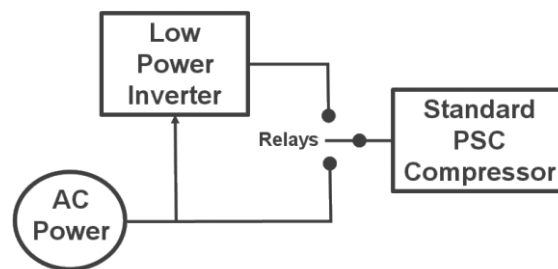 Low
Power
Inverter
Relays
Standard
PSC
Compressor
AC
Power